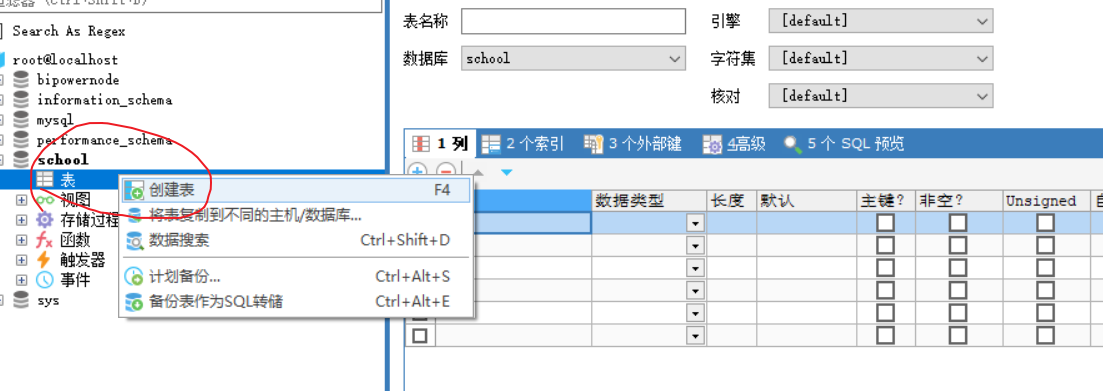 过滤器 (Ctrl+Shift+B)
Search As Regex
root@localhost
bipowernode
information_schema
mysql
performance_schema
school
表
视图
存储过程
函数
触发器
事件
sys
创建表 F4
将表复制到不同的主机/数据库...
数据搜索 Ctrl+Shift+D
计划备份... Ctrl+Alt+S
备份表作为SQL转储 Ctrl+Alt+E
表名称 引擎 [default]
数据库 school 字符集 [default]
核对 [default]
1 列 2 个索引 3 个外部键 4高级 5 个 SQL 预览
数据类型 长度 默认 主键? 非空? Unsigned